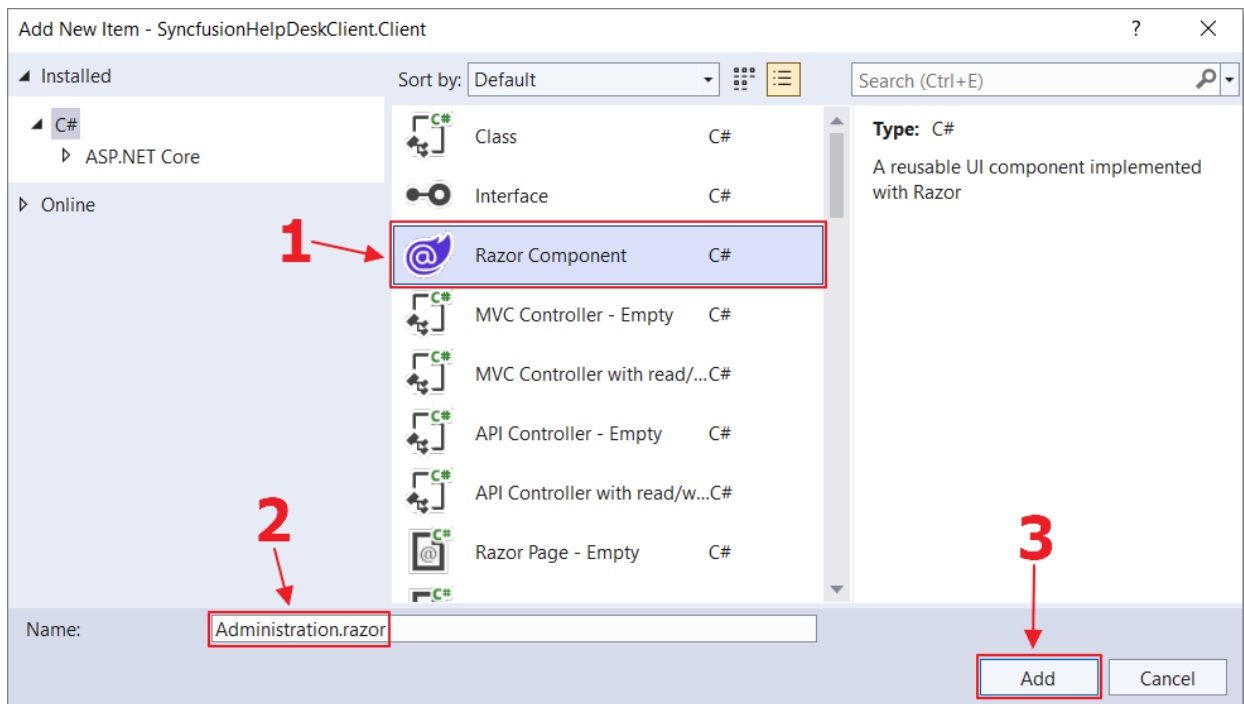 Add New Item - SyncfusionHelpDeskClient.Client
?
Installed
Sort by: Default
Search (Ctrl+E)
C#
ASP.NET Core
Online
C#
Class C#
Interface C#
1
@
Razor Component C#
C#
MVC Controller - Empty C#
C#
MVC Controller with read/...C#
C#
API Controller - Empty C#
C#
API Controller with read/w...C#
C#
@
Razor Page - Empty C#
C#
Type: C#
A reusable UI component implemented
with Razor
2
3
Name: Administration.razor
Add
Cancel